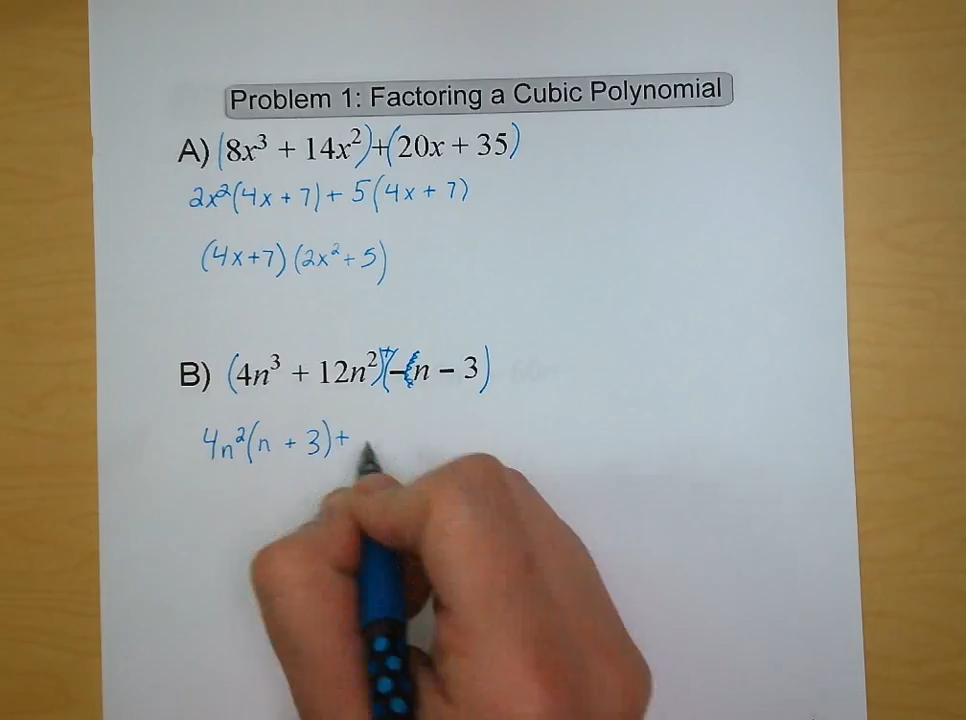 Problem 1: Factoring a Cubic Polynomial
A) (8x³ + 14x²)+(20x + 35)
2x²(4x + 7) + 5(4x + 7)
(4x+7)(2x²+5)
B) (4n³ + 12n²)+(−n − 3)
4n²(n + 3)+